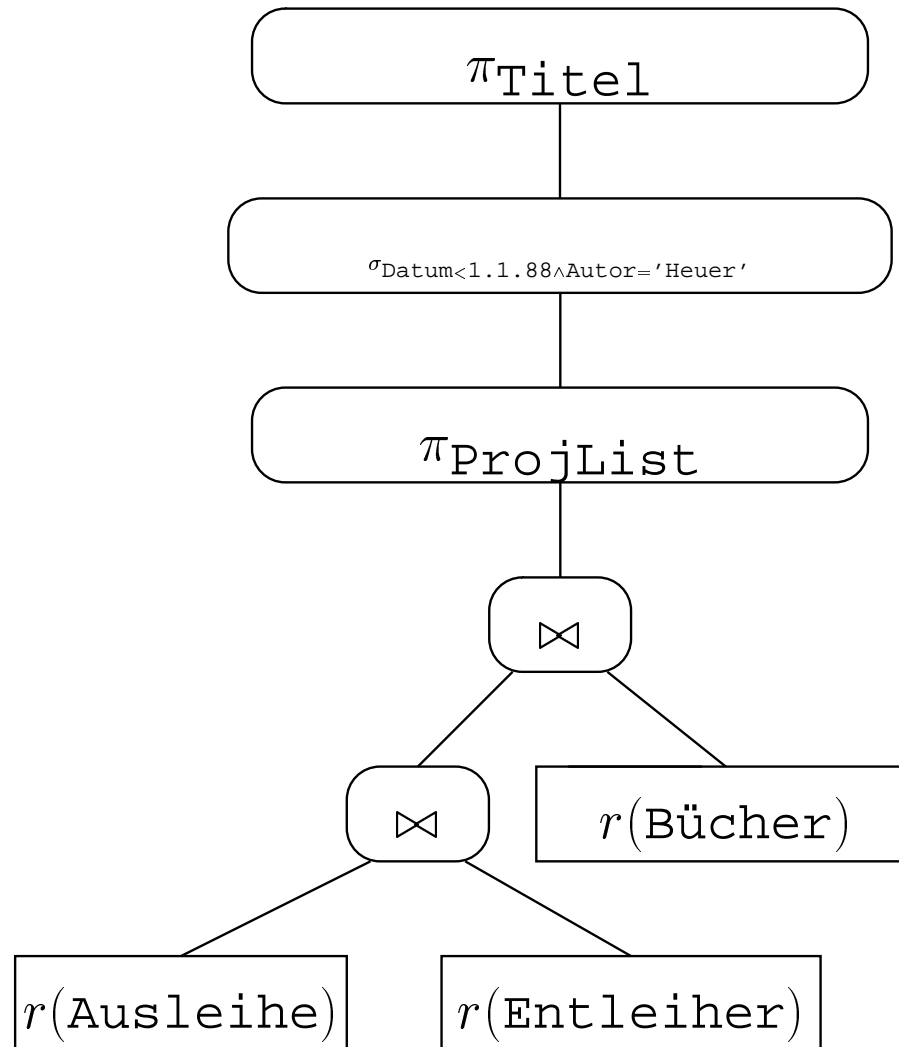 πTitel
σDatum<1.1.88∧Autor='Heuer'
πProjList
⋈
⋈
r(Bücher)
r(Ausleihe)
r(Entleiher)